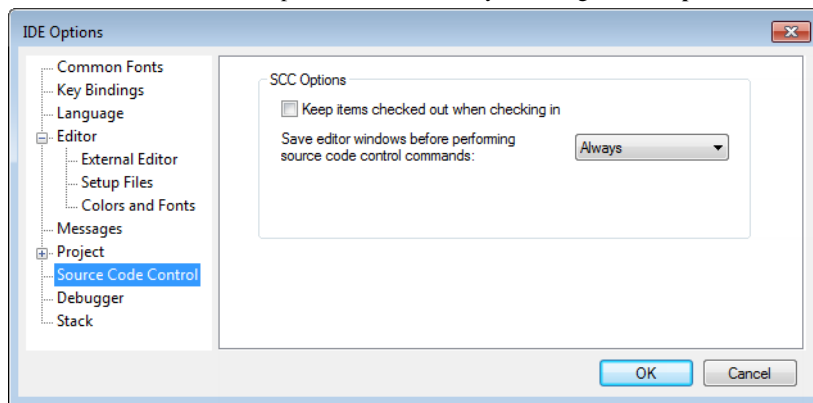 IDE Options
Common Fonts
Key Bindings
Language
Editor
External Editor
Setup Files
Colors and Fonts
Messages
Project
Source Code Control
Debugger
Stack
SCC Options
Keep items checked out when checking in
Save editor windows before performing
source code control commands:
Always
OK
Cancel